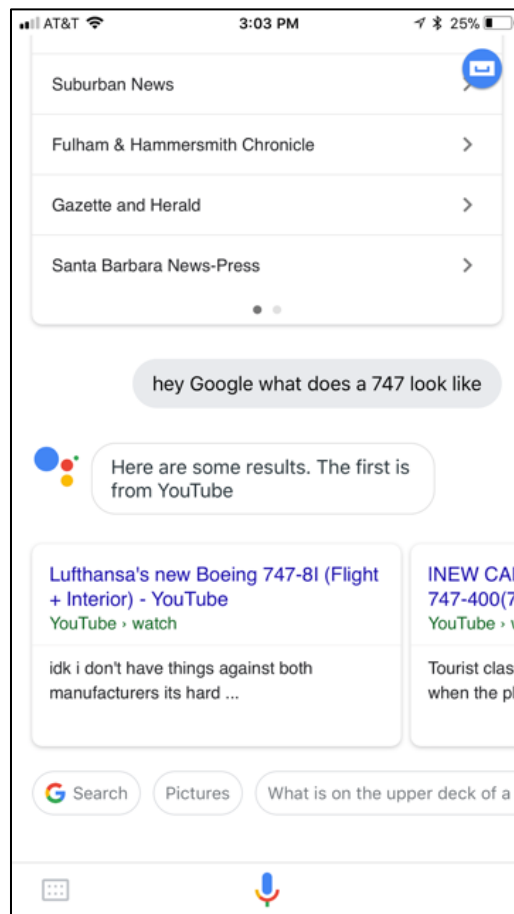 AT&T 3:03 PM 25%
Suburban News
Fulham & Hammersmith Chronicle
Gazette and Herald
Santa Barbara News-Press
hey Google what does a 747 look like
Here are some results. The first is
from YouTube
Lufthansa's new Boeing 747-8I (Flight
+ Interior) - YouTube
YouTube › watch
idk i don't have things against both
manufacturers its hard ...
747-400(7
YouTube ›
Tourist clas
when the pl
Search
Pictures
What is on the upper deck of a